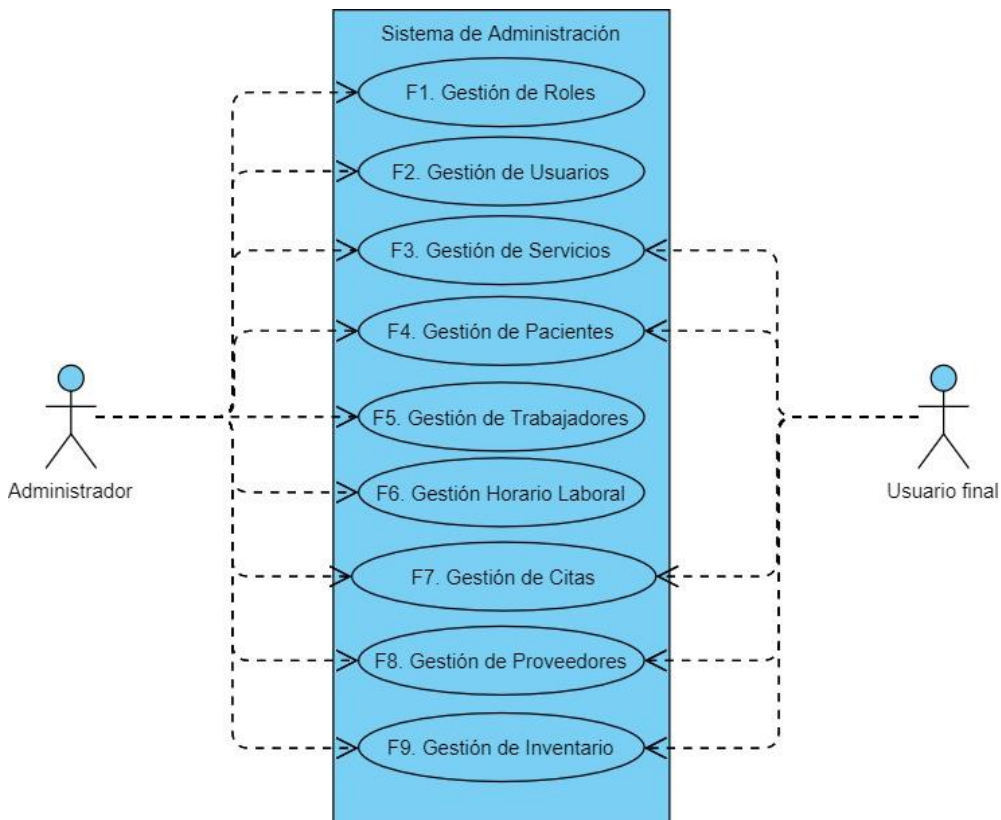 Sistema de Administración
F1. Gestión de Roles
F2. Gestión de Usuarios
F3. Gestión de Servicios
F4. Gestión de Pacientes
F5. Gestión de Trabajadores
Administrador
Usuario final
F6. Gestión Horario Laboral
F7. Gestión de Citas
F8. Gestión de Proveedores
F9. Gestión de Inventario